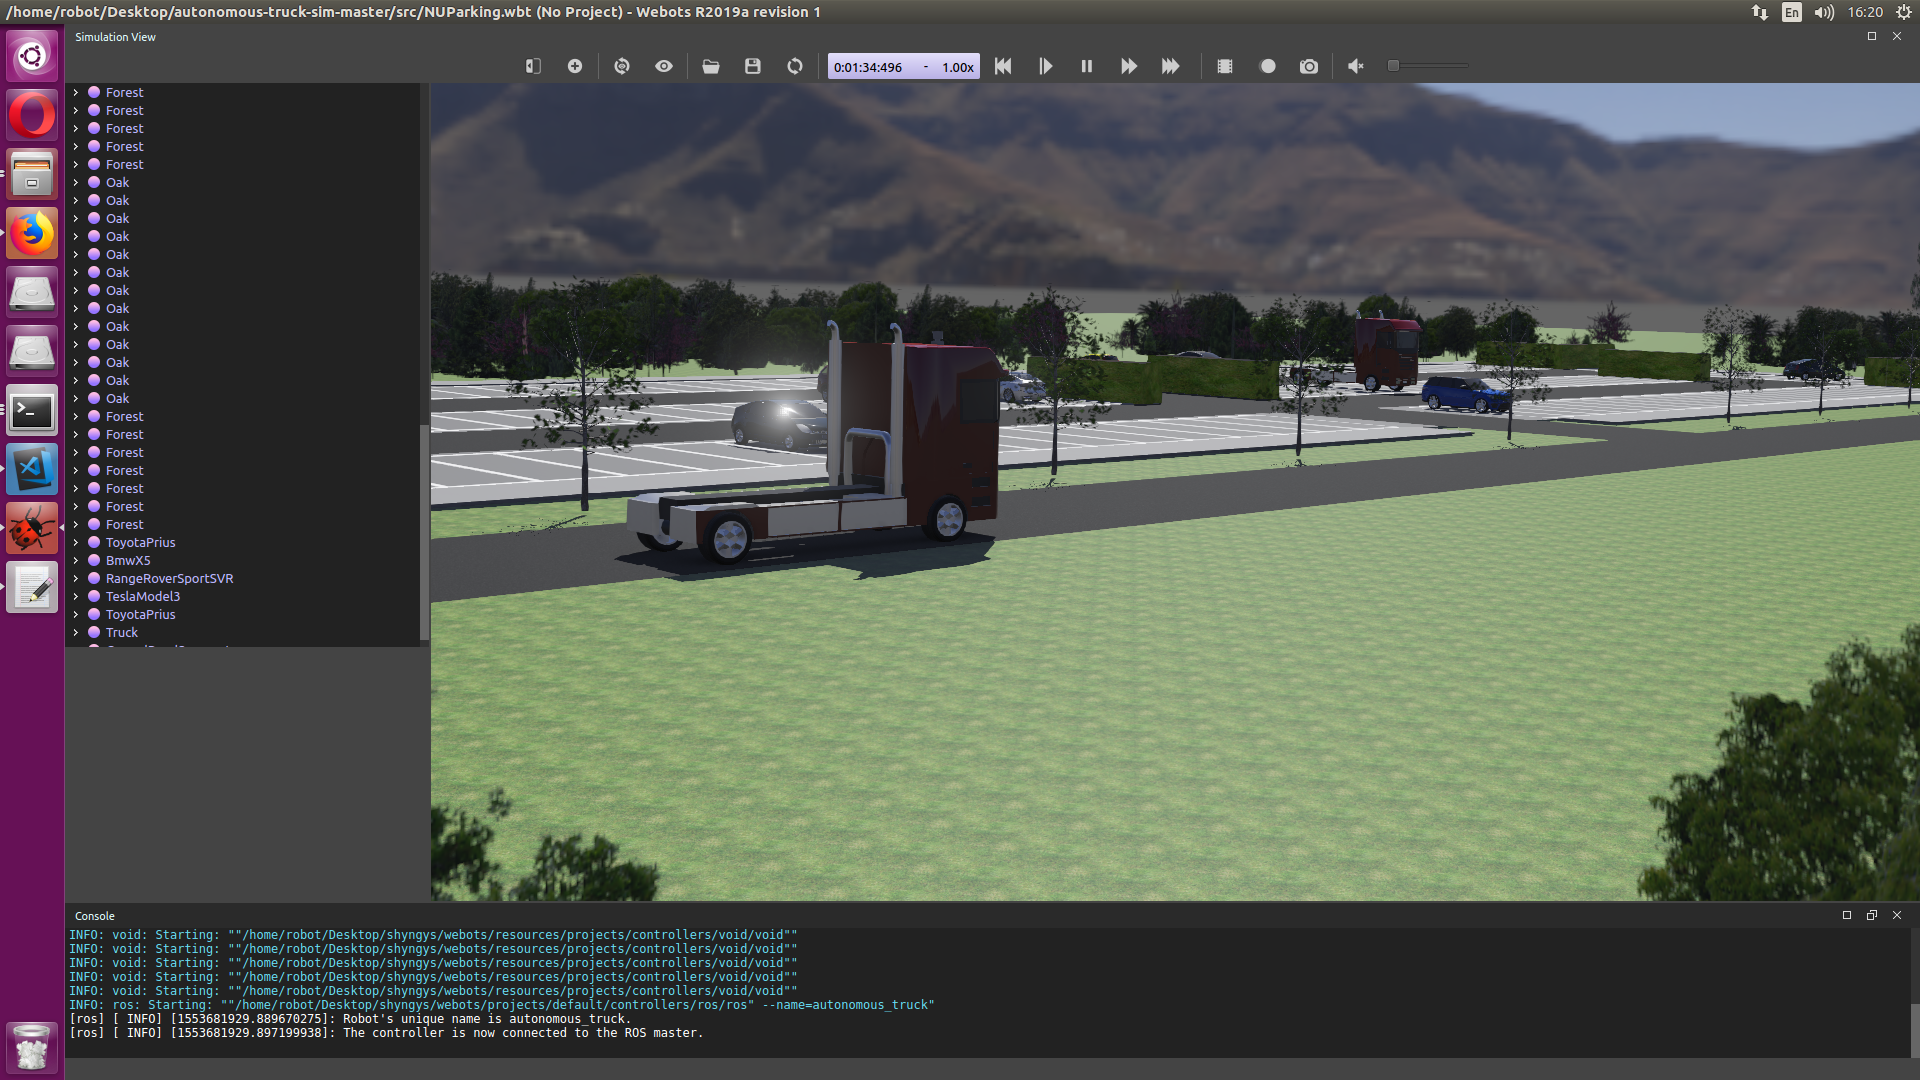 /home/robot/Desktop/autonomous-truck-sim-master/src/NUParking.wbt (No Project) - Webots R2019a revision 1
En
16:20
Simulation View
0:01:34:496 - 1.00x
Forest
Forest
Forest
Forest
Forest
Oak
Oak
Oak
Oak
Oak
Oak
Oak
Oak
Oak
Oak
Oak
Oak
Oak
Forest
Forest
Forest
Forest
Forest
Forest
Forest
ToyotaPrius
BmwX5
RangeRoverSportSVR
TeslaModel3
ToyotaPrius
Truck
Console
INFO: void: Starting: ""/home/robot/Desktop/shyngys/webots/resources/projects/controllers/void/void""
INFO: void: Starting: ""/home/robot/Desktop/shyngys/webots/resources/projects/controllers/void/void""
INFO: void: Starting: ""/home/robot/Desktop/shyngys/webots/resources/projects/controllers/void/void""
INFO: void: Starting: ""/home/robot/Desktop/shyngys/webots/resources/projects/controllers/void/void""
INFO: void: Starting: ""/home/robot/Desktop/shyngys/webots/resources/projects/controllers/void/void""
INFO: ros: Starting: ""/home/robot/Desktop/shyngys/webots/projects/default/controllers/ros/ros" --name=autonomous_truck"
[ros] [ INFO] [1553681929.889670275]: Robot's unique name is autonomous_truck.
[ros] [ INFO] [1553681929.897199938]: The controller is now connected to the ROS master.